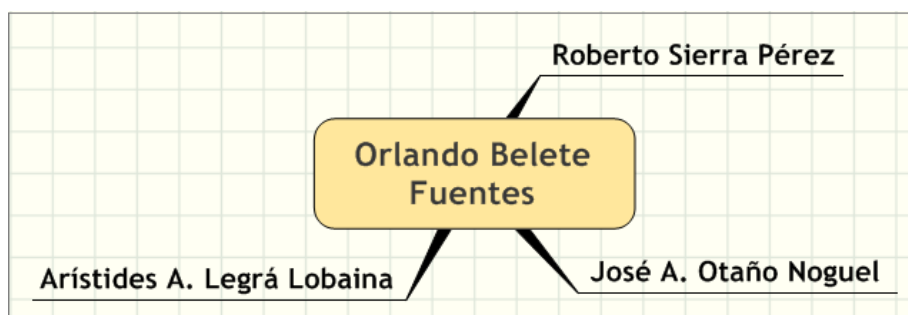 Roberto Sierra Pérez
Orlando Belete
Fuentes
Arístides A. Legrá Lobaina
José A. Otaño Noguel